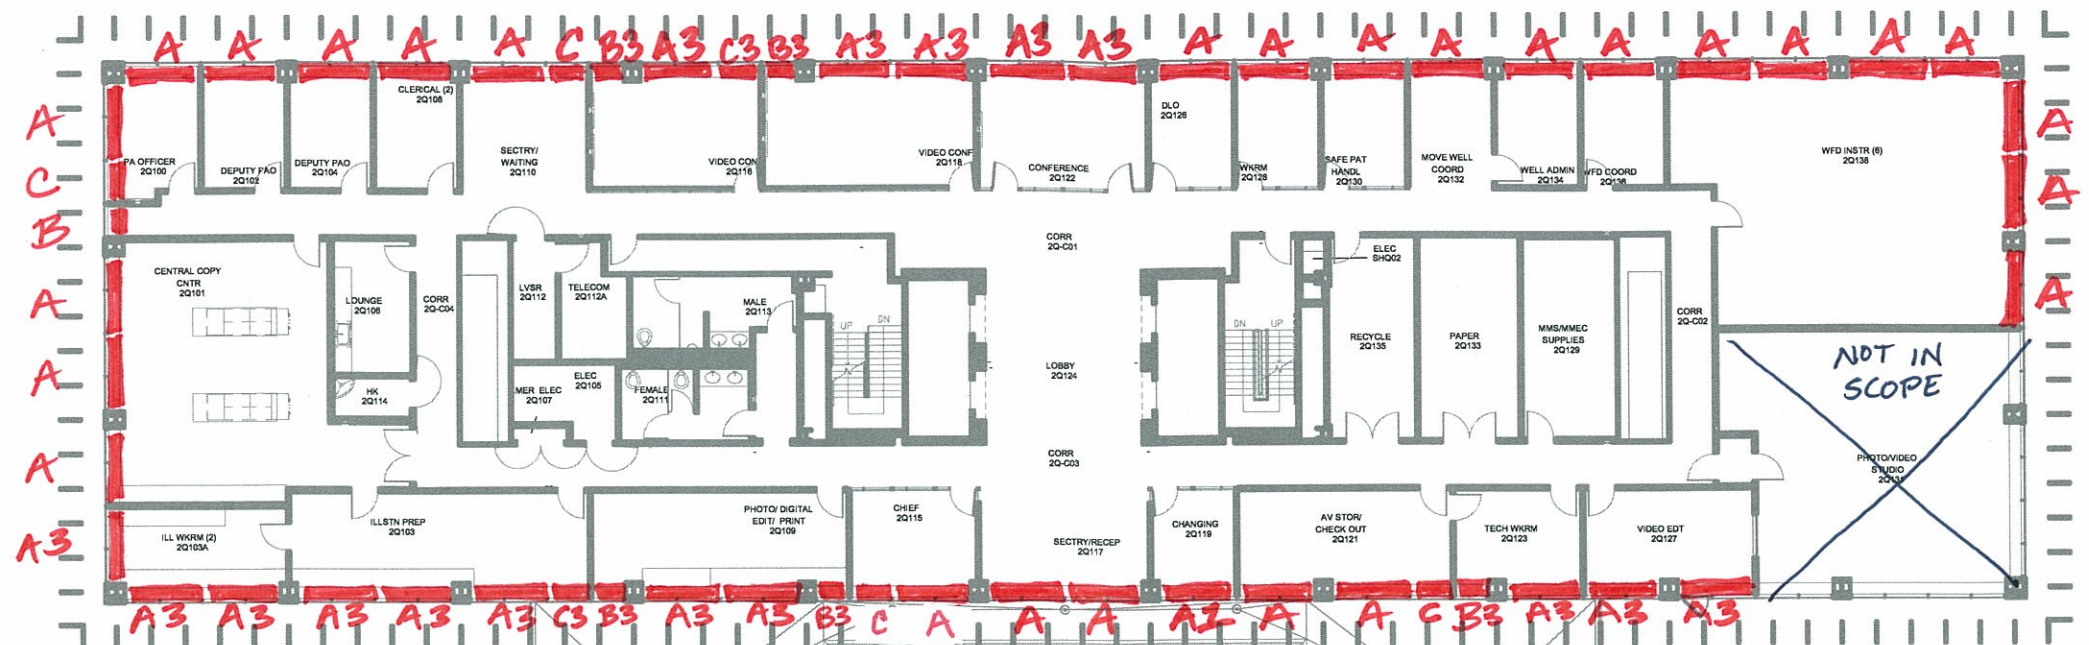 A A A A A C B3 A3 C3 B3 A3 A3 A3 A3 A A A A A A A A A A
CLERICAL (2)
2Q108
DLO
2Q126
A
C
B
PA OFFICER
2Q100
DEPUTY PAO
2Q102
DEPUTY PAO
2Q104
SECTRY/
WAITING
2Q110
VIDEO CON
2Q116
VIDEO CONF
2Q118
CONFERENCE
2Q122
WKRM
2Q128
SAFE PAT
HANDL
2Q130
MOVE WELL
COORD
2Q132
WELL ADMIN
2Q134
WFD COORD
2Q136
WFD INSTR (6)
2Q138
A
A
A
CORR
2Q-C01
A
A
A
A3
CENTRAL COPY
CNTR
2Q101
LOUNGE
2Q106
CORR
2Q-C04
LVSR
2Q112
TELECOM
2Q112A
MALE
2Q113
UP
DN
HK
2Q114
MER ELEC
2Q107
ELEC
2Q105
FEMALE
2Q111
LOBBY
2Q124
DN
UP
ELEC
SHQ02
RECYCLE
2Q135
PAPER
2Q133
MMS/MMEC
SUPPLIES
2Q129
CORR
2Q-C02
NOT IN
SCOPE
PHOTO/VIDEO
STUDIO
CORR
2Q-C03
ILL WKRM (2)
2Q103A
ILLSTN PREP
2Q103
PHOTO/ DIGITAL
EDIT/ PRINT
2Q109
CHIEF
2Q115
SECTRY/RECEP
2Q117
CHANGING
2Q119
AV STOR/
CHECK OUT
2Q121
TECH WKRM
2Q123
VIDEO EDT
2Q127
A3 A3 A3 A3 A3 C3 B3 A3 A3 B3 C A A A A A C B3 A3 A3 A3